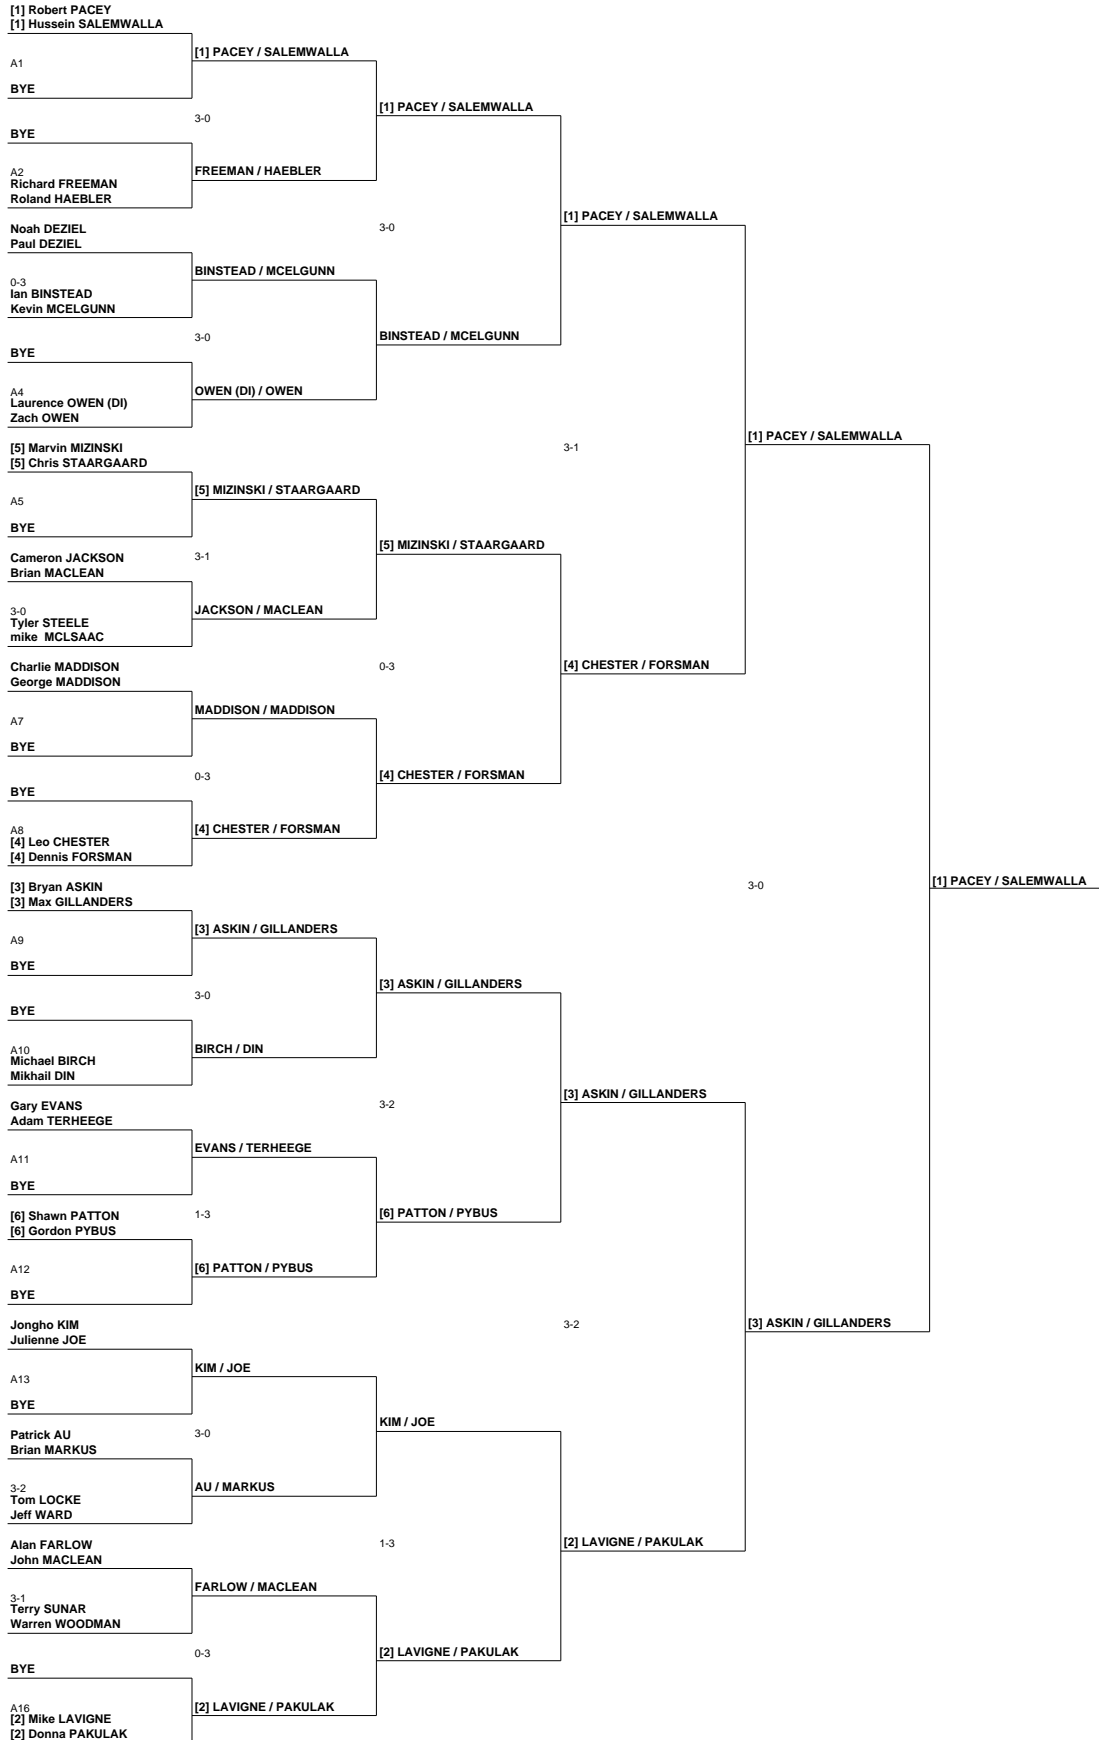 [1] Robert PACEY
[1] Hussein SALEMWALLA
[1] PACEY / SALEMWALLA
A1
BYE
[1] PACEY / SALEMWALLA
3-0
BYE
A2
FREEMAN / HAEBLER
Richard FREEMAN
Roland HAEBLER
[1] PACEY / SALEMWALLA
Noah DEZIEL
3-0
Paul DEZIEL
BINSTEAD / MCELGUNN
0-3
Ian BINSTEAD
Kevin MCELGUNN
3-0
BINSTEAD / MCELGUNN
BYE
A4
OWEN (DI) / OWEN
Laurence OWEN (DI)
Zach OWEN
[1] PACEY / SALEMWALLA
[5] Marvin MIZINSKI
3-1
[5] Chris STAARGAARD
[5] MIZINSKI / STAARGAARD
A5
BYE
[5] MIZINSKI / STAARGAARD
Cameron JACKSON
3-1
Brian MACLEAN
3-0
JACKSON / MACLEAN
Tyler STEELE
mike  MCLSAAC
Charlie MADDISON
0-3
[4] CHESTER / FORSMAN
George MADDISON
MADDISON / MADDISON
A7
BYE
0-3
[4] CHESTER / FORSMAN
BYE
A8
[4] CHESTER / FORSMAN
[4] Leo CHESTER
[4] Dennis FORSMAN
[1] PACEY / SALEMWALLA
[3] Bryan ASKIN
3-0
[3] Max GILLANDERS
[3] ASKIN / GILLANDERS
A9
BYE
[3] ASKIN / GILLANDERS
3-0
BYE
A10
BIRCH / DIN
Michael BIRCH
Mikhail DIN
[3] ASKIN / GILLANDERS
Gary EVANS
3-2
Adam TERHEEGE
EVANS / TERHEEGE
A11
BYE
[6] Shawn PATTON
1-3
[6] PATTON / PYBUS
[6] Gordon PYBUS
A12
[6] PATTON / PYBUS
BYE
Jongho KIM
3-2
[3] ASKIN / GILLANDERS
Julienne JOE
KIM / JOE
A13
BYE
KIM / JOE
Patrick AU
3-0
Brian MARKUS
3-2
AU / MARKUS
Tom LOCKE
Jeff WARD
Alan FARLOW
1-3
[2] LAVIGNE / PAKULAK
John MACLEAN
FARLOW / MACLEAN
3-1
Terry SUNAR
Warren WOODMAN
0-3
[2] LAVIGNE / PAKULAK
BYE
A16
[2] LAVIGNE / PAKULAK
[2] Mike LAVIGNE
[2] Donna PAKULAK